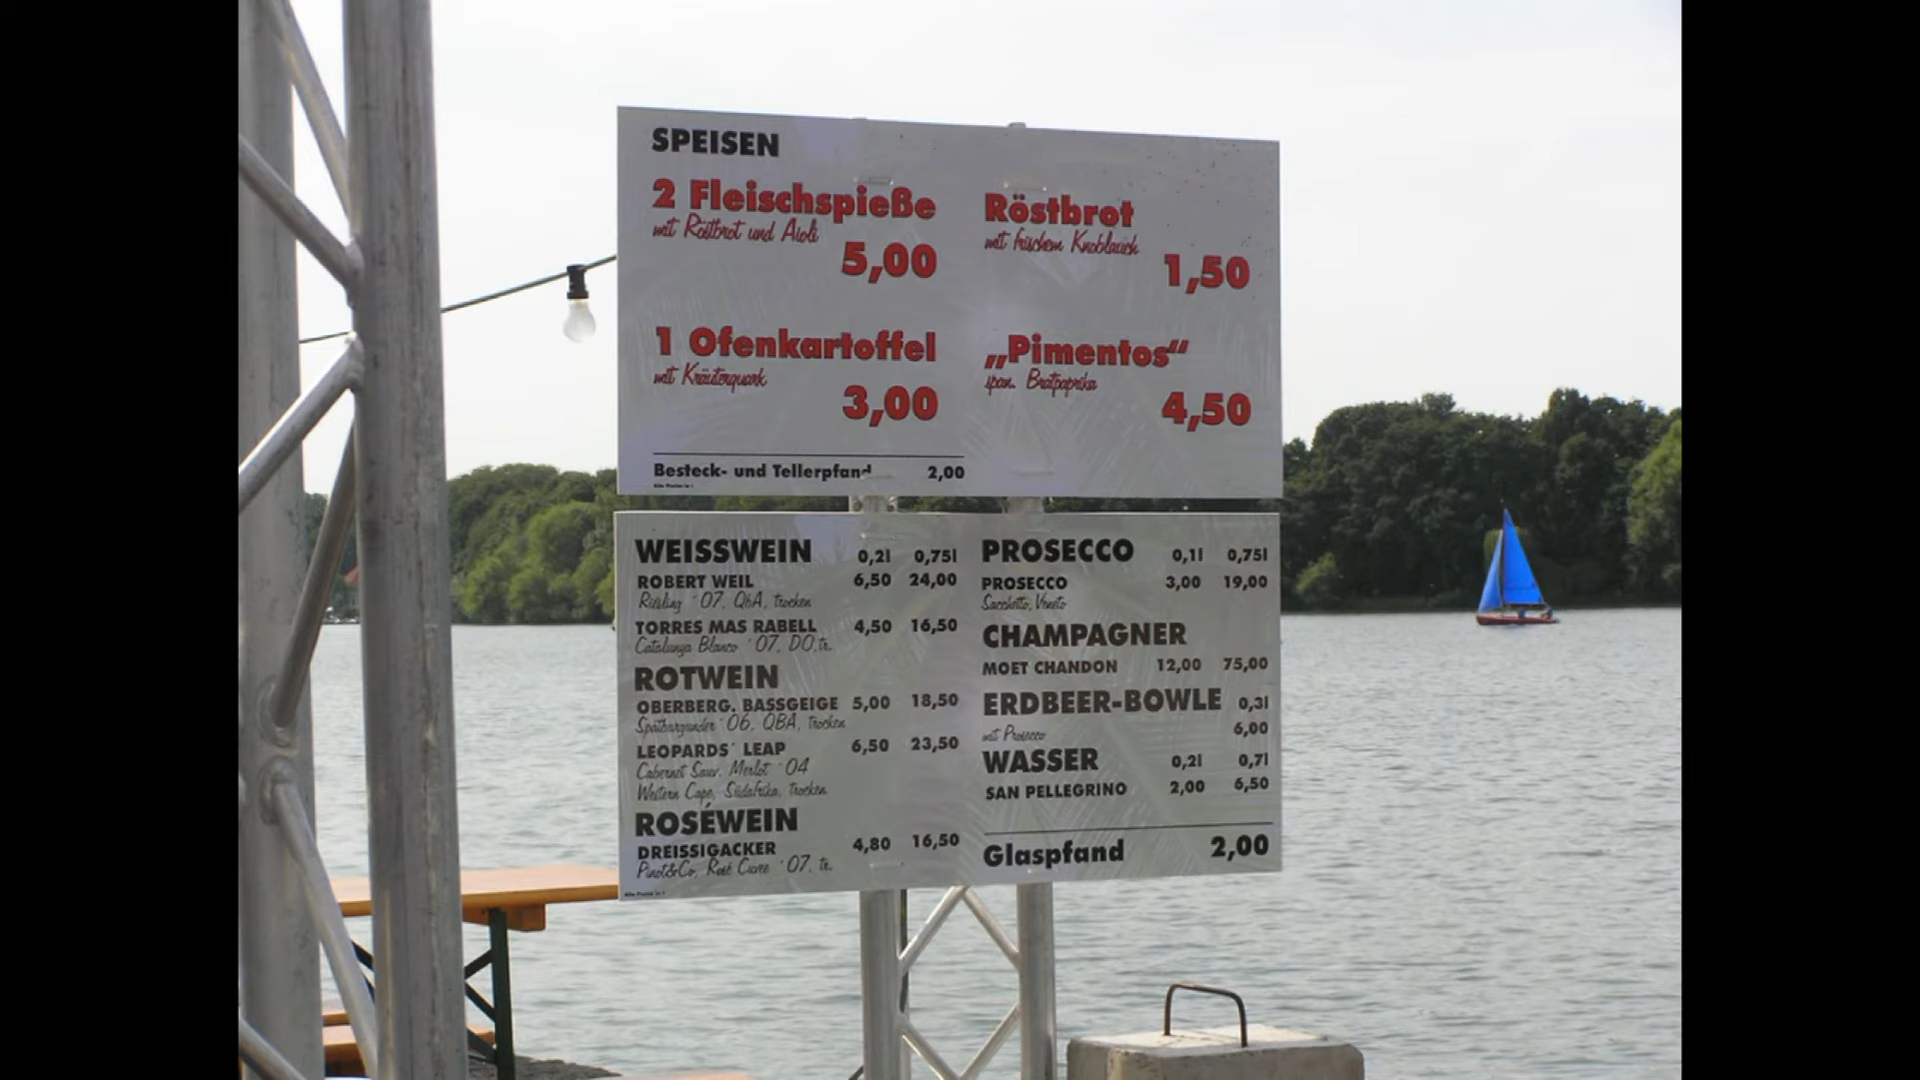 SPEISEN
2 Fleischspieße
mit Röstbrot und Aioli
5,00
Röstbrot
mit frischem Knoblauch
1,50
1 Ofenkartoffel
mit Kräuterquark
3,00
„Pimentos“
span. Bratpaprika
4,50
Besteck- und Tellerpfand 2,00
WEISSWEIN 0,2l 0,75l
ROBERT WEIL 6,50 24,00
Riesling ´07, QbA, trocken
TORRES MAS RABELL 4,50 16,50
Catalunya Blanco ´07, DO, tr.
ROTWEIN
OBERBERG. BASSGEIGE 5,00 18,50
Spätburgunder ´06, QBA, trocken
LEOPARDS´ LEAP 6,50 23,50
Cabernet Sauv. Merlot ´04
Western Cape, Südafrika, trocken
ROSÉWEIN
DREISSIGACKER 4,80 16,50
Pinot&Co, Rosé Cuvee ´07, tr.
PROSECCO 0,1l 0,75l
PROSECCO 3,00 19,00
Sacchetto, Veneto
CHAMPAGNER
MOET CHANDON 12,00 75,00
ERDBEER-BOWLE 0,3l
mit Prosecco 6,00
WASSER 0,2l 0,7l
SAN PELLEGRINO 2,00 6,50
Glaspfand 2,00